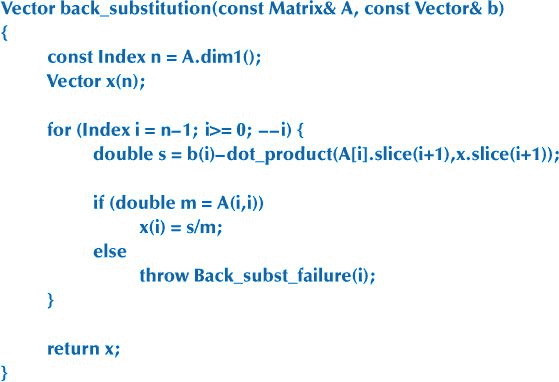 Vector back_substitution(const Matrix& A, const Vector& b)
{
const Index n = A.dim1();
Vector x(n);
for (Index i = n–1; i>= 0; ––i) {
double s = b(i)–dot_product(A[i].slice(i+1),x.slice(i+1));
if (double m = A(i,i))
x(i) = s/m;
else
throw Back_subst_failure(i);
}
return x;
}